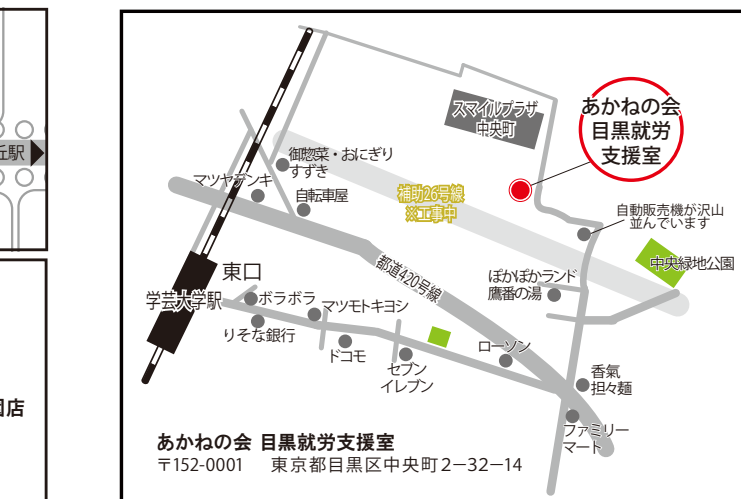 丘駅
店
スマイルプラザ
中央町
あかねの会
目黒就労
支援室
御惣菜・おにぎり
すずき
マツヤデンキ
自転車屋
補助26号線
※工事中
自動販売機が沢山
並んでいます
中央緑地公園
東口
都道420号線
ぽかぽかランド
鷹番の湯
学芸大学駅
ボラボラ
マツモトキヨシ
りそな銀行
ドコモ
セブン
イレブン
ローソン
香氣
担々麺
ファミリー
マート
あかねの会 目黒就労支援室
〒152-0001 東京都目黒区中央町2−32−14